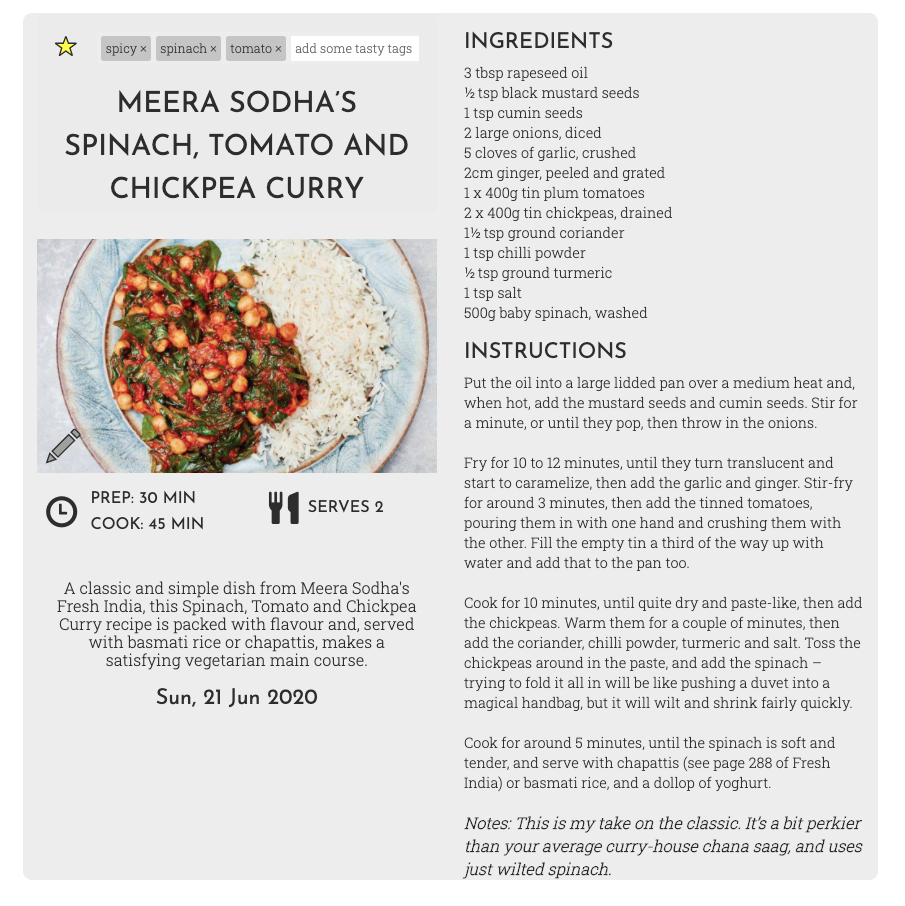 spicy × spinach × tomato × add some tasty tags
MEERA SODHA'S
SPINACH, TOMATO AND
CHICKPEA CURRY
PREP: 30 MIN
COOK: 45 MIN
SERVES 2
A classic and simple dish from Meera Sodha's
Fresh India, this Spinach, Tomato and Chickpea
Curry recipe is packed with flavour and, served
with basmati rice or chapattis, makes a
satisfying vegetarian main course.
Sun, 21 Jun 2020
INGREDIENTS
3 tbsp rapeseed oil
½ tsp black mustard seeds
1 tsp cumin seeds
2 large onions, diced
5 cloves of garlic, crushed
2cm ginger, peeled and grated
1 x 400g tin plum tomatoes
2 x 400g tin chickpeas, drained
1½ tsp ground coriander
1 tsp chilli powder
½ tsp ground turmeric
1 tsp salt
500g baby spinach, washed
INSTRUCTIONS
Put the oil into a large lidded pan over a medium heat and,
when hot, add the mustard seeds and cumin seeds. Stir for
a minute, or until they pop, then throw in the onions.
Fry for 10 to 12 minutes, until they turn translucent and
start to caramelize, then add the garlic and ginger. Stir-fry
for around 3 minutes, then add the tinned tomatoes,
pouring them in with one hand and crushing them with
the other. Fill the empty tin a third of the way up with
water and add that to the pan too.
Cook for 10 minutes, until quite dry and paste-like, then add
the chickpeas. Warm them for a couple of minutes, then
add the coriander, chilli powder, turmeric and salt. Toss the
chickpeas around in the paste, and add the spinach –
trying to fold it all in will be like pushing a duvet into a
magical handbag, but it will wilt and shrink fairly quickly.
Cook for around 5 minutes, until the spinach is soft and
tender, and serve with chapattis (see page 288 of Fresh
India) or basmati rice, and a dollop of yoghurt.
Notes: This is my take on the classic. It's a bit perkier
than your average curry-house chana saag, and uses
just wilted spinach.